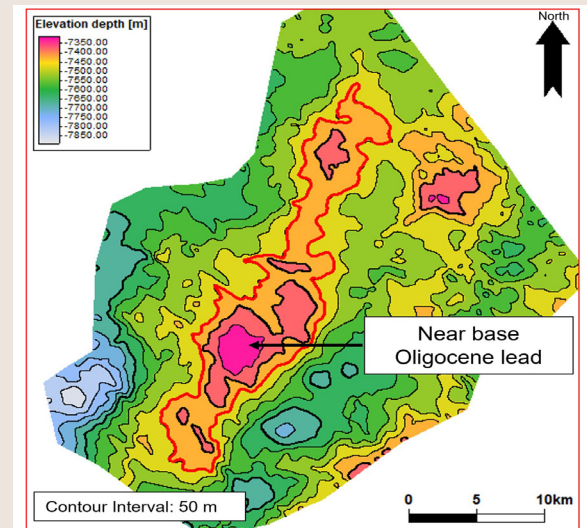 Elevation depth [m]
-7350.00
-7400.00
-7450.00
-7500.00
-7550.00
-7600.00
-7650.00
-7700.00
-7750.00
-7800.00
-7850.00
North
Near base
Oligocene lead
Contour Interval: 50 m
0 5 10km